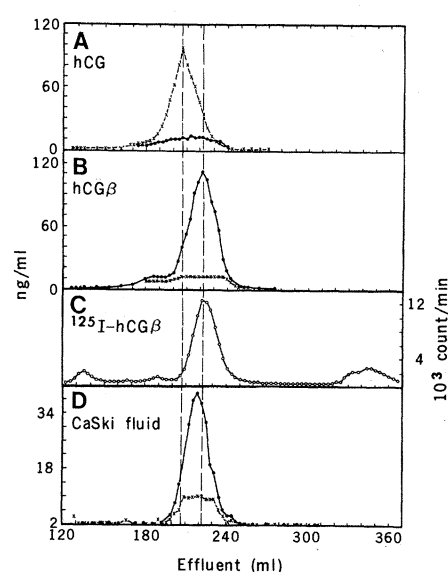 120
A
hCG
60
0
120
B
hCGβ
60
0
ng/ml
C
¹²⁵I-hCGβ
12
4
10³ count/min
D
34
CaSki fluid
18
2
120 180 240 300 360
Effluent (ml)